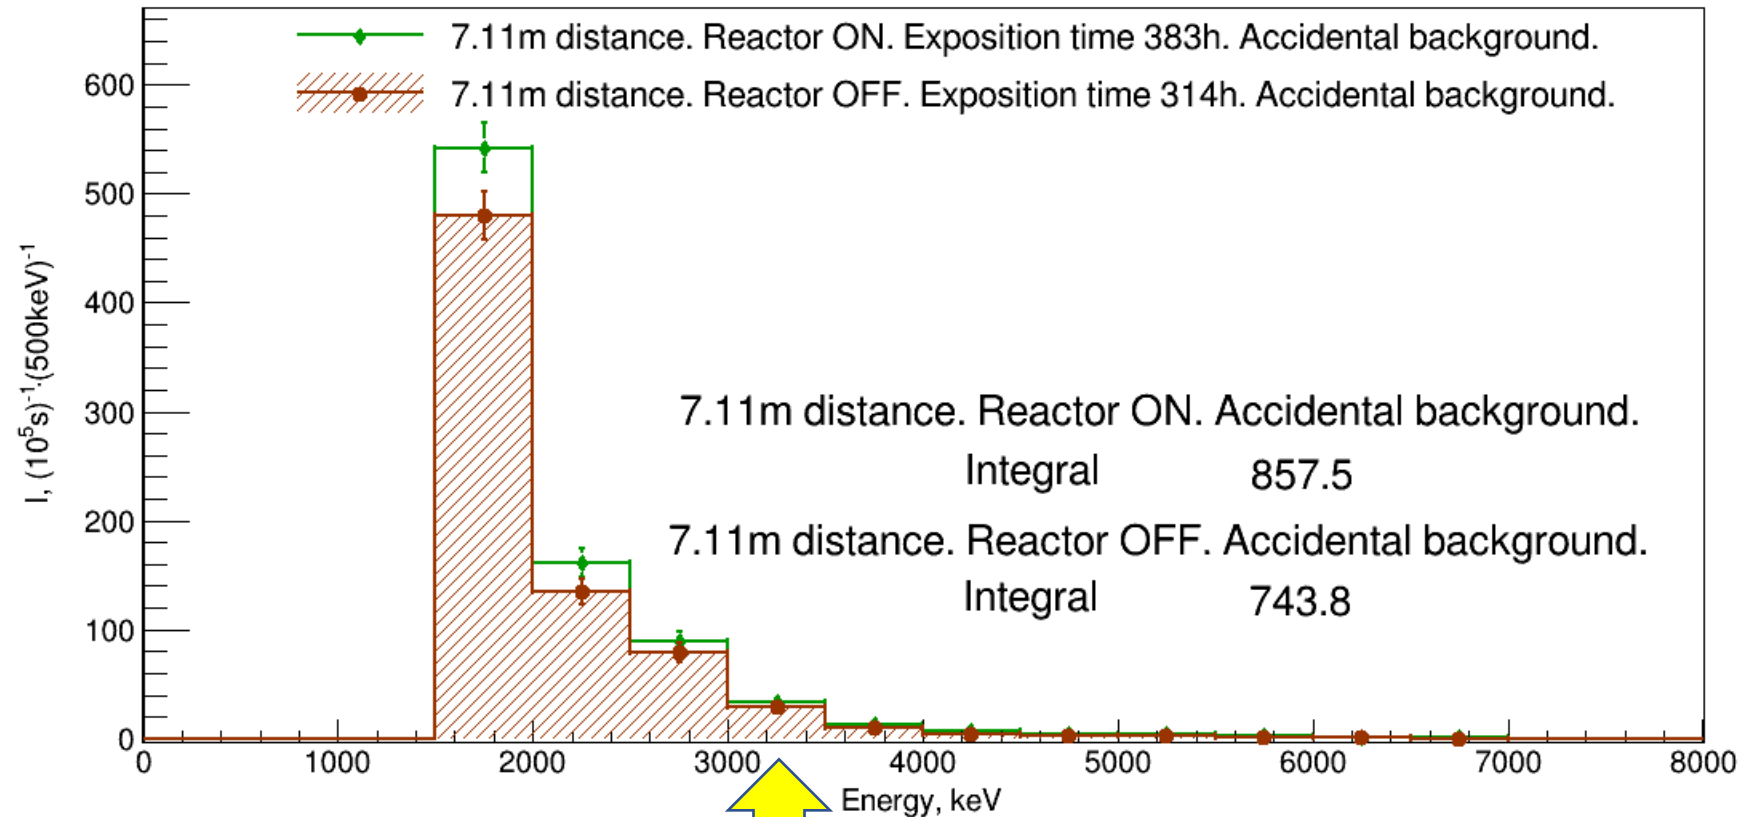 7.11m distance. Reactor ON. Exposition time 383h. Accidental background.
7.11m distance. Reactor OFF. Exposition time 314h. Accidental background.
600
500
400
300
200
100
0
I, (10⁵s)⁻¹·(500keV)⁻¹
7.11m distance. Reactor ON. Accidental background.
Integral 857.5
7.11m distance. Reactor OFF. Accidental background.
Integral 743.8
0 1000 2000 3000 4000 5000 6000 7000 8000
Energy, keV